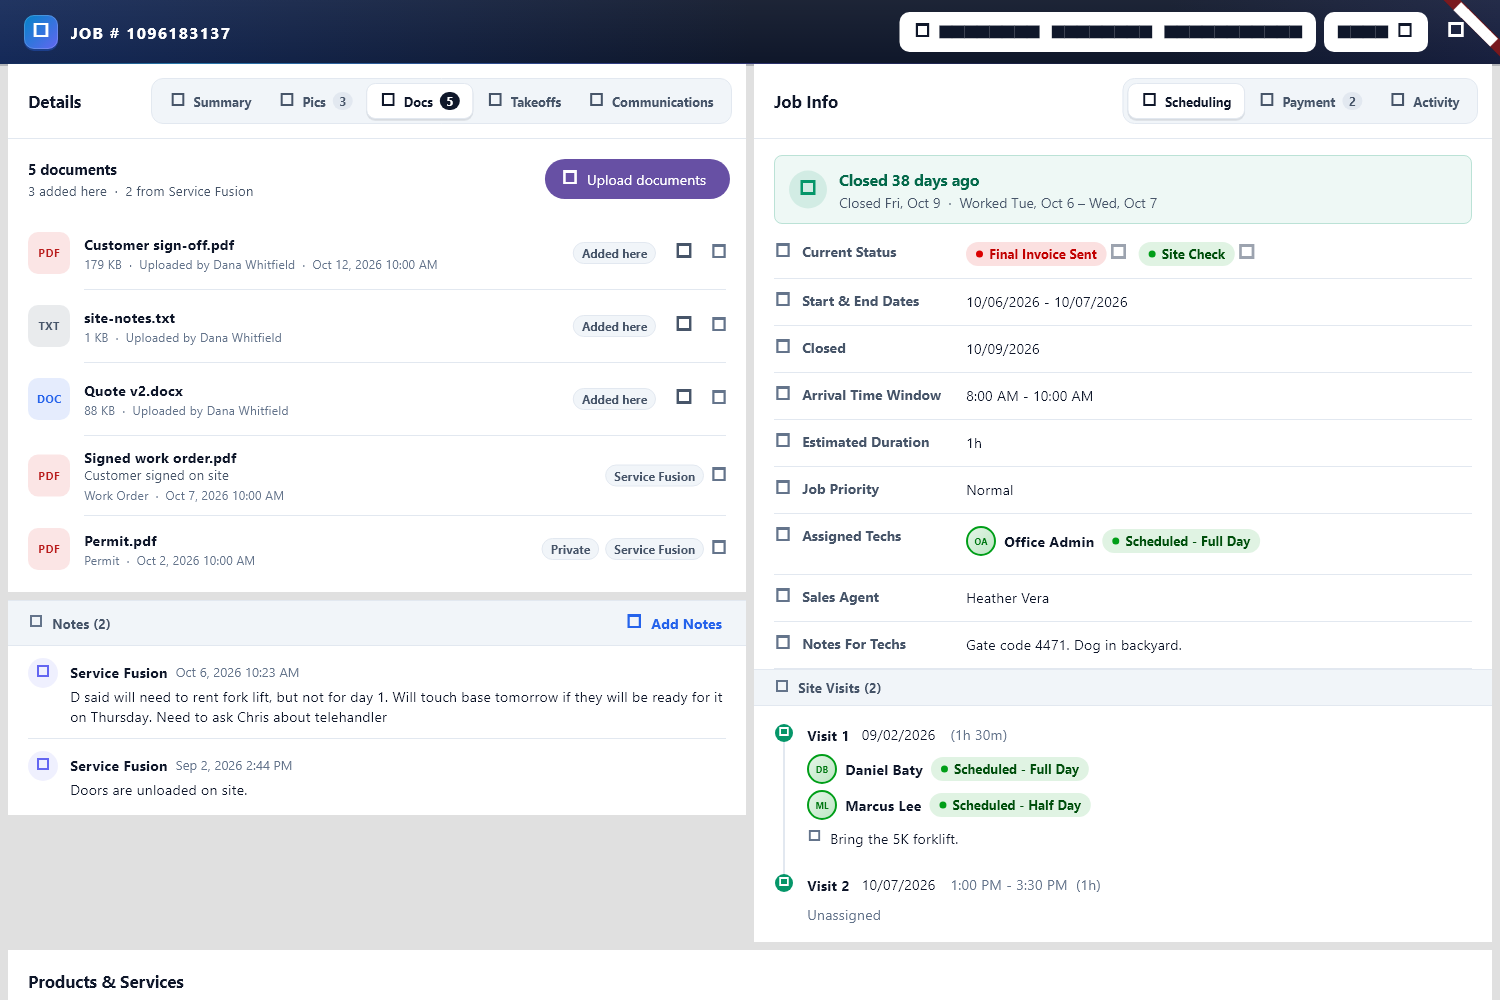 JOB # 1096183137
Details
Summary
Pics 3
Docs 5
Takeoffs
Communications
5 documents
3 added here · 2 from Service Fusion
Upload documents
PDF
Customer sign-off.pdf
179 KB · Uploaded by Dana Whitfield · Oct 12, 2026 10:00 AM
Added here
TXT
site-notes.txt
1 KB · Uploaded by Dana Whitfield
Added here
DOC
Quote v2.docx
88 KB · Uploaded by Dana Whitfield
Added here
PDF
Signed work order.pdf
Customer signed on site
Work Order · Oct 7, 2026 10:00 AM
Service Fusion
PDF
Permit.pdf
Permit · Oct 2, 2026 10:00 AM
Private
Service Fusion
Notes (2)
Add Notes
Service Fusion Oct 6, 2026 10:23 AM
D said will need to rent fork lift, but not for day 1. Will touch base tomorrow if they will be ready for it
on Thursday. Need to ask Chris about telehandler
Service Fusion Sep 2, 2026 2:44 PM
Doors are unloaded on site.
Job Info
Scheduling
Payment 2
Activity
Closed 38 days ago
Closed Fri, Oct 9 · Worked Tue, Oct 6 – Wed, Oct 7
Current Status
Final Invoice Sent
Site Check
Start & End Dates
10/06/2026 - 10/07/2026
Closed
10/09/2026
Arrival Time Window
8:00 AM - 10:00 AM
Estimated Duration
1h
Job Priority
Normal
Assigned Techs
OA
Office Admin
Scheduled - Full Day
Sales Agent
Heather Vera
Notes For Techs
Gate code 4471. Dog in backyard.
Site Visits (2)
Visit 1 09/02/2026 (1h 30m)
DB
Daniel Baty
Scheduled - Full Day
ML
Marcus Lee
Scheduled - Half Day
Bring the 5K forklift.
Visit 2 10/07/2026 1:00 PM - 3:30 PM (1h)
Unassigned
Products & Services